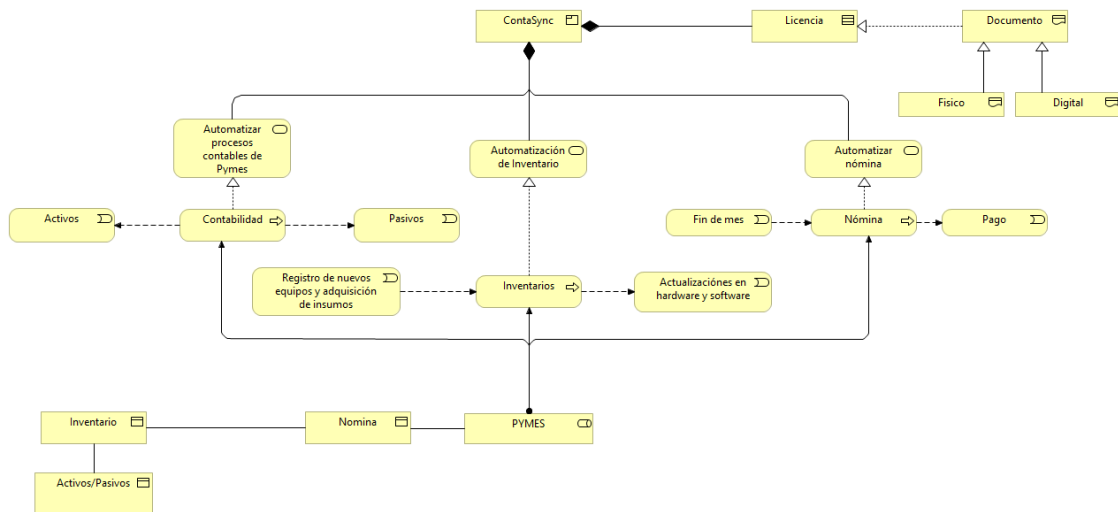 ContaSync
Licencia
Documento
Fisico
Digital
Automatizar
procesos
contables de
Pymes
Automatización
de Inventario
Automatizar
nómina
Activos
Contabilidad
Pasivos
Fin de mes
Nómina
Pago
Registro de nuevos
equipos y adquisición
de insumos
Inventarios
Actualizaciónes en
hardware y software
Inventario
Nomina
PYMES
Activos/Pasivos